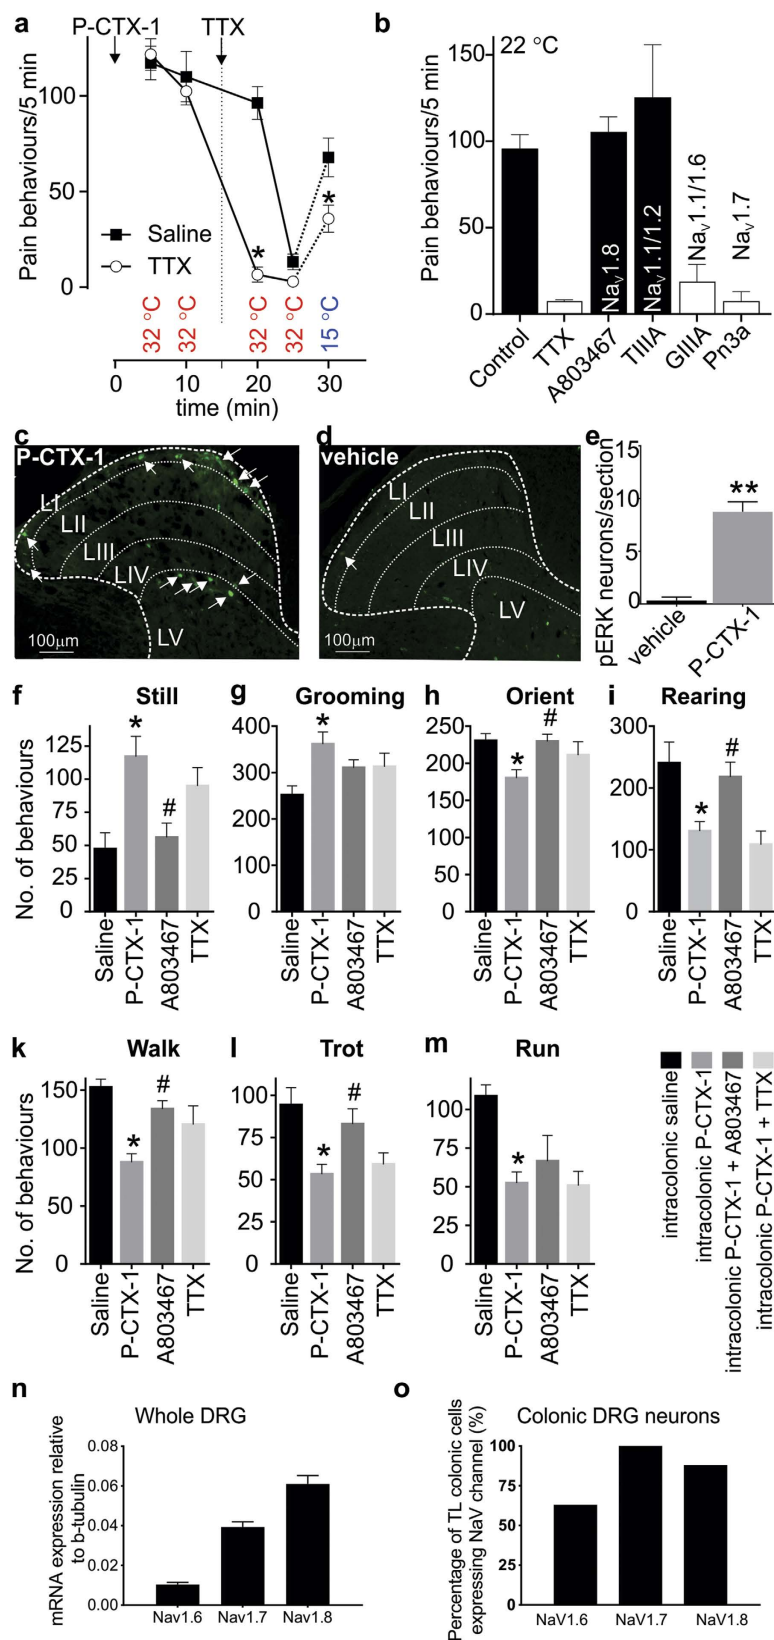 a
P-CTX-1 TTX
Pain behaviours/5 min
100
50
0
Saline
TTX
*
*
32 °C
32 °C
32 °C
32 °C
15 °C
0 10 20 30
time (min)
b
22 °C
Pain behaviours/5 min
150
100
50
0
NaV1.8
NaV1.1/1.2
NaV1.1/1.6
NaV1.7
Control
TTX
A803467
TIIIA
GIIIA
Pn3a
c
P-CTX-1
LI
LII
LIII
LIV
LV
100µm
d
vehicle
LI
LII
LIII
LIV
LV
100µm
e
pERK neurons/section
15
10
5
0
**
vehicle
P-CTX-1
f Still
No. of behaviours
125
100
75
50
25
0
*
#
Saline
P-CTX-1
A803467
TTX
g Grooming
400
300
200
100
0
*
Saline
P-CTX-1
A803467
TTX
h Orient
250
200
150
100
50
0
*
#
Saline
P-CTX-1
A803467
TTX
i Rearing
300
200
100
0
*
#
Saline
P-CTX-1
A803467
TTX
k Walk
No. of behaviours
150
100
50
0
*
#
Saline
P-CTX-1
A803467
TTX
l Trot
100
75
50
25
0
*
#
Saline
P-CTX-1
A803467
TTX
m Run
100
75
50
25
0
*
Saline
P-CTX-1
A803467
TTX
intracolonic saline
intracolonic P-CTX-1
intracolonic P-CTX-1 + A803467
intracolonic P-CTX-1 + TTX
n
Whole DRG
mRNA expression relative
to b-tubulin
0.08
0.06
0.04
0.02
0.00
Nav1.6 Nav1.7 Nav1.8
o
Colonic DRG neurons
Percentage of TL colonic cells
expressing NaV channel (%)
100
75
50
25
0
NaV1.6 NaV1.7 NaV1.8